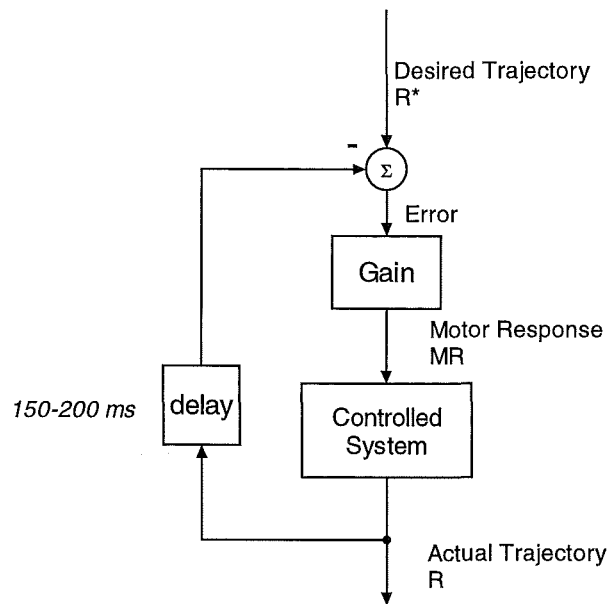 Desired Trajectory
R*
-
Σ
Error
Gain
Motor Response
MR
150-200 ms
delay
Controlled
System
Actual Trajectory
R